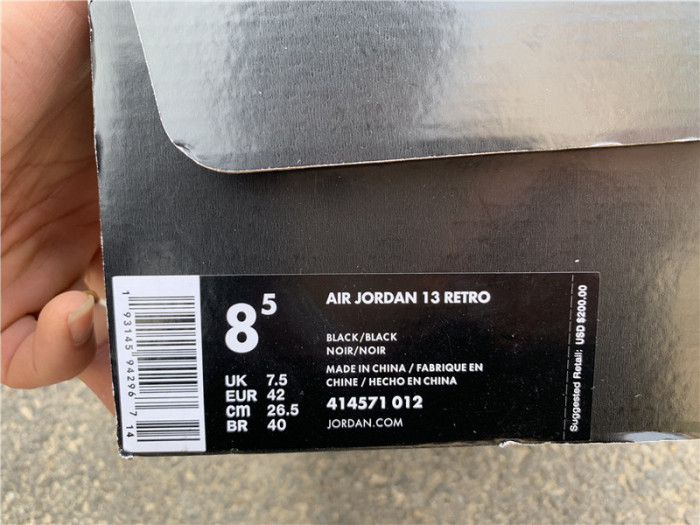 1 93145 94296 7 14
8⁵
UK 7.5
EUR 42
cm 26.5
BR 40
AIR JORDAN 13 RETRO
BLACK/BLACK
NOIR/NOIR
MADE IN CHINA / FABRIQUE EN
CHINE / HECHO EN CHINA
414571 012
JORDAN.COM
Suggested Retail: USD $200.00